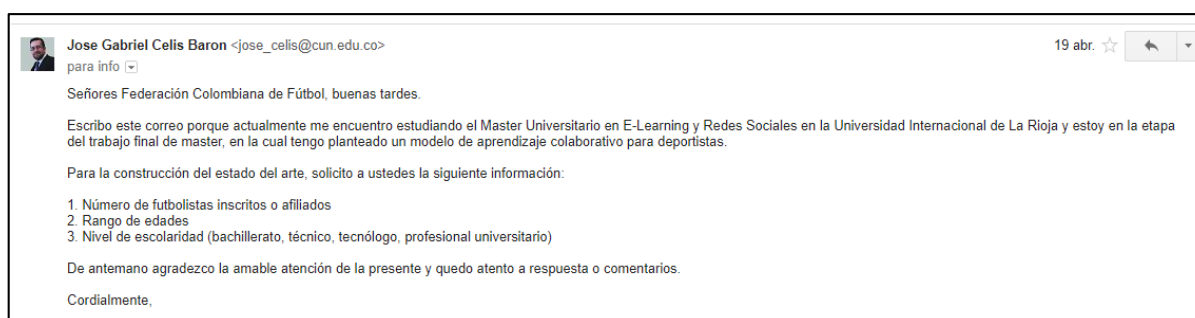 Jose Gabriel Celis Baron <jose_celis@cun.edu.co>
19 abr.
para info
Señores Federación Colombiana de Fútbol, buenas tardes.
Escribo este correo porque actualmente me encuentro estudiando el Master Universitario en E-Learning y Redes Sociales en la Universidad Internacional de La Rioja y estoy en la etapa
del trabajo final de master, en la cual tengo planteado un modelo de aprendizaje colaborativo para deportistas.
Para la construcción del estado del arte, solicito a ustedes la siguiente información:
1. Número de futbolistas inscritos o afiliados
2. Rango de edades
3. Nivel de escolaridad (bachillerato, técnico, tecnólogo, profesional universitario)
De antemano agradezco la amable atención de la presente y quedo atento a respuesta o comentarios.
Cordialmente,